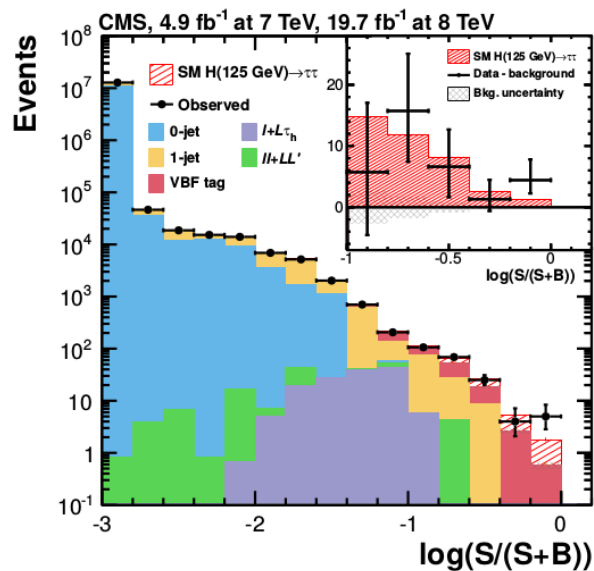 CMS, 4.9 fb⁻¹ at 7 TeV, 19.7 fb⁻¹ at 8 TeV
Events
10⁸
10⁷
10⁶
10⁵
10⁴
10³
10²
10
1
10⁻¹
SM H(125 GeV)→ττ
Observed
0-jet
1-jet
VBF tag
l+Lτₕ
ll+LL'
-3
-2
-1
0
log(S/(S+B))
SM H(125 GeV)→ττ
Data - background
Bkg. uncertainty
20
10
0
-1
-0.5
0
log(S/(S+B))